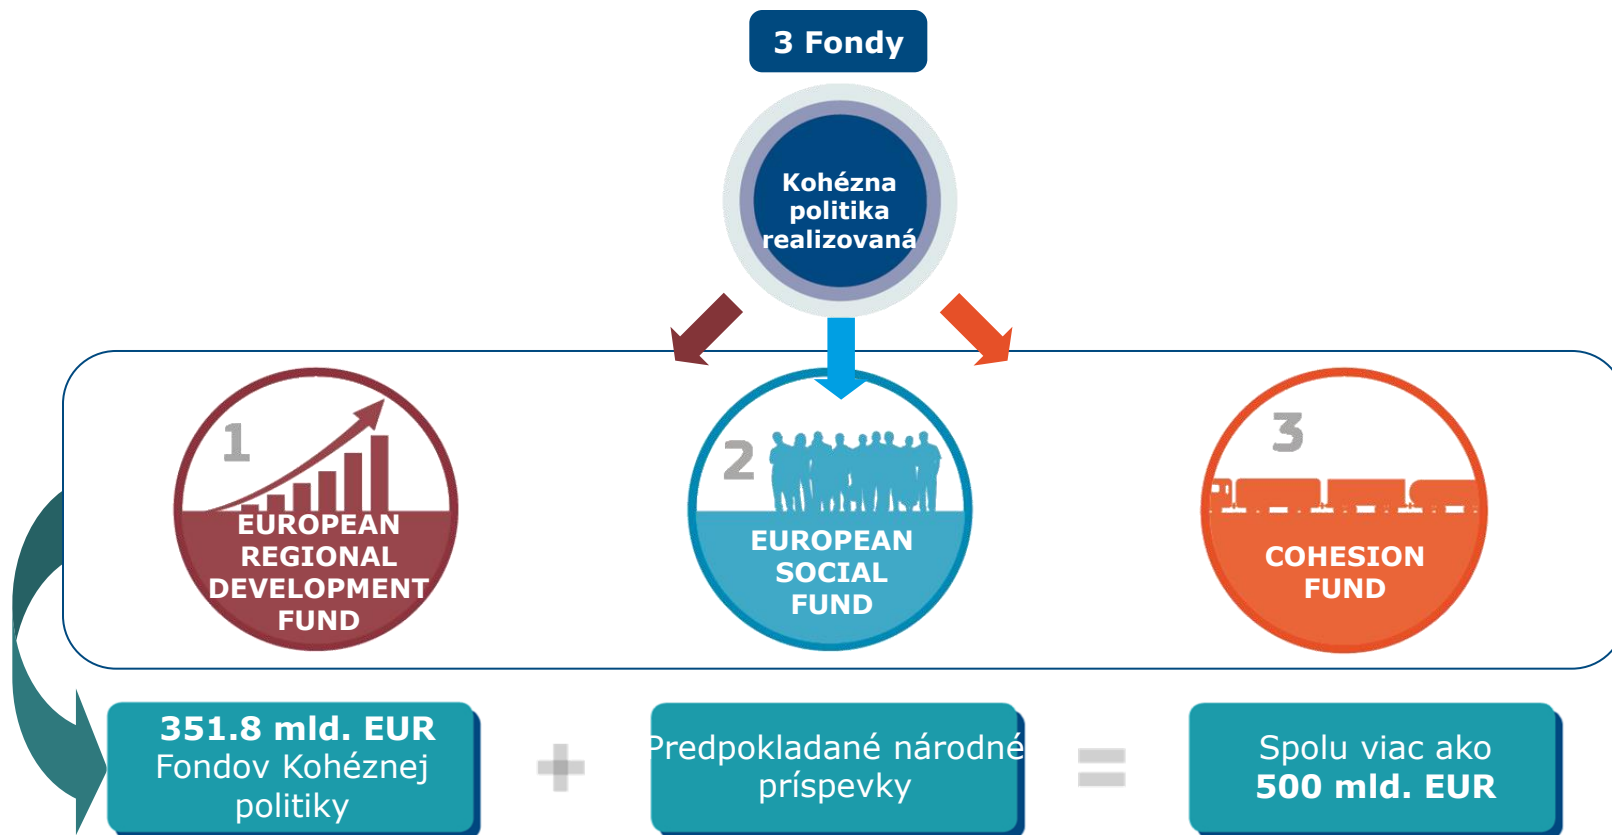 3 Fondy
Kohézna
politika
realizovaná
1
EUROPEAN
REGIONAL
DEVELOPMENT
FUND
2
EUROPEAN
SOCIAL
FUND
3
COHESION
FUND
351.8 mld. EUR
Fondov Kohéznej
politiky
+
Predpokladané národné
príspevky
=
Spolu viac ako
500 mld. EUR